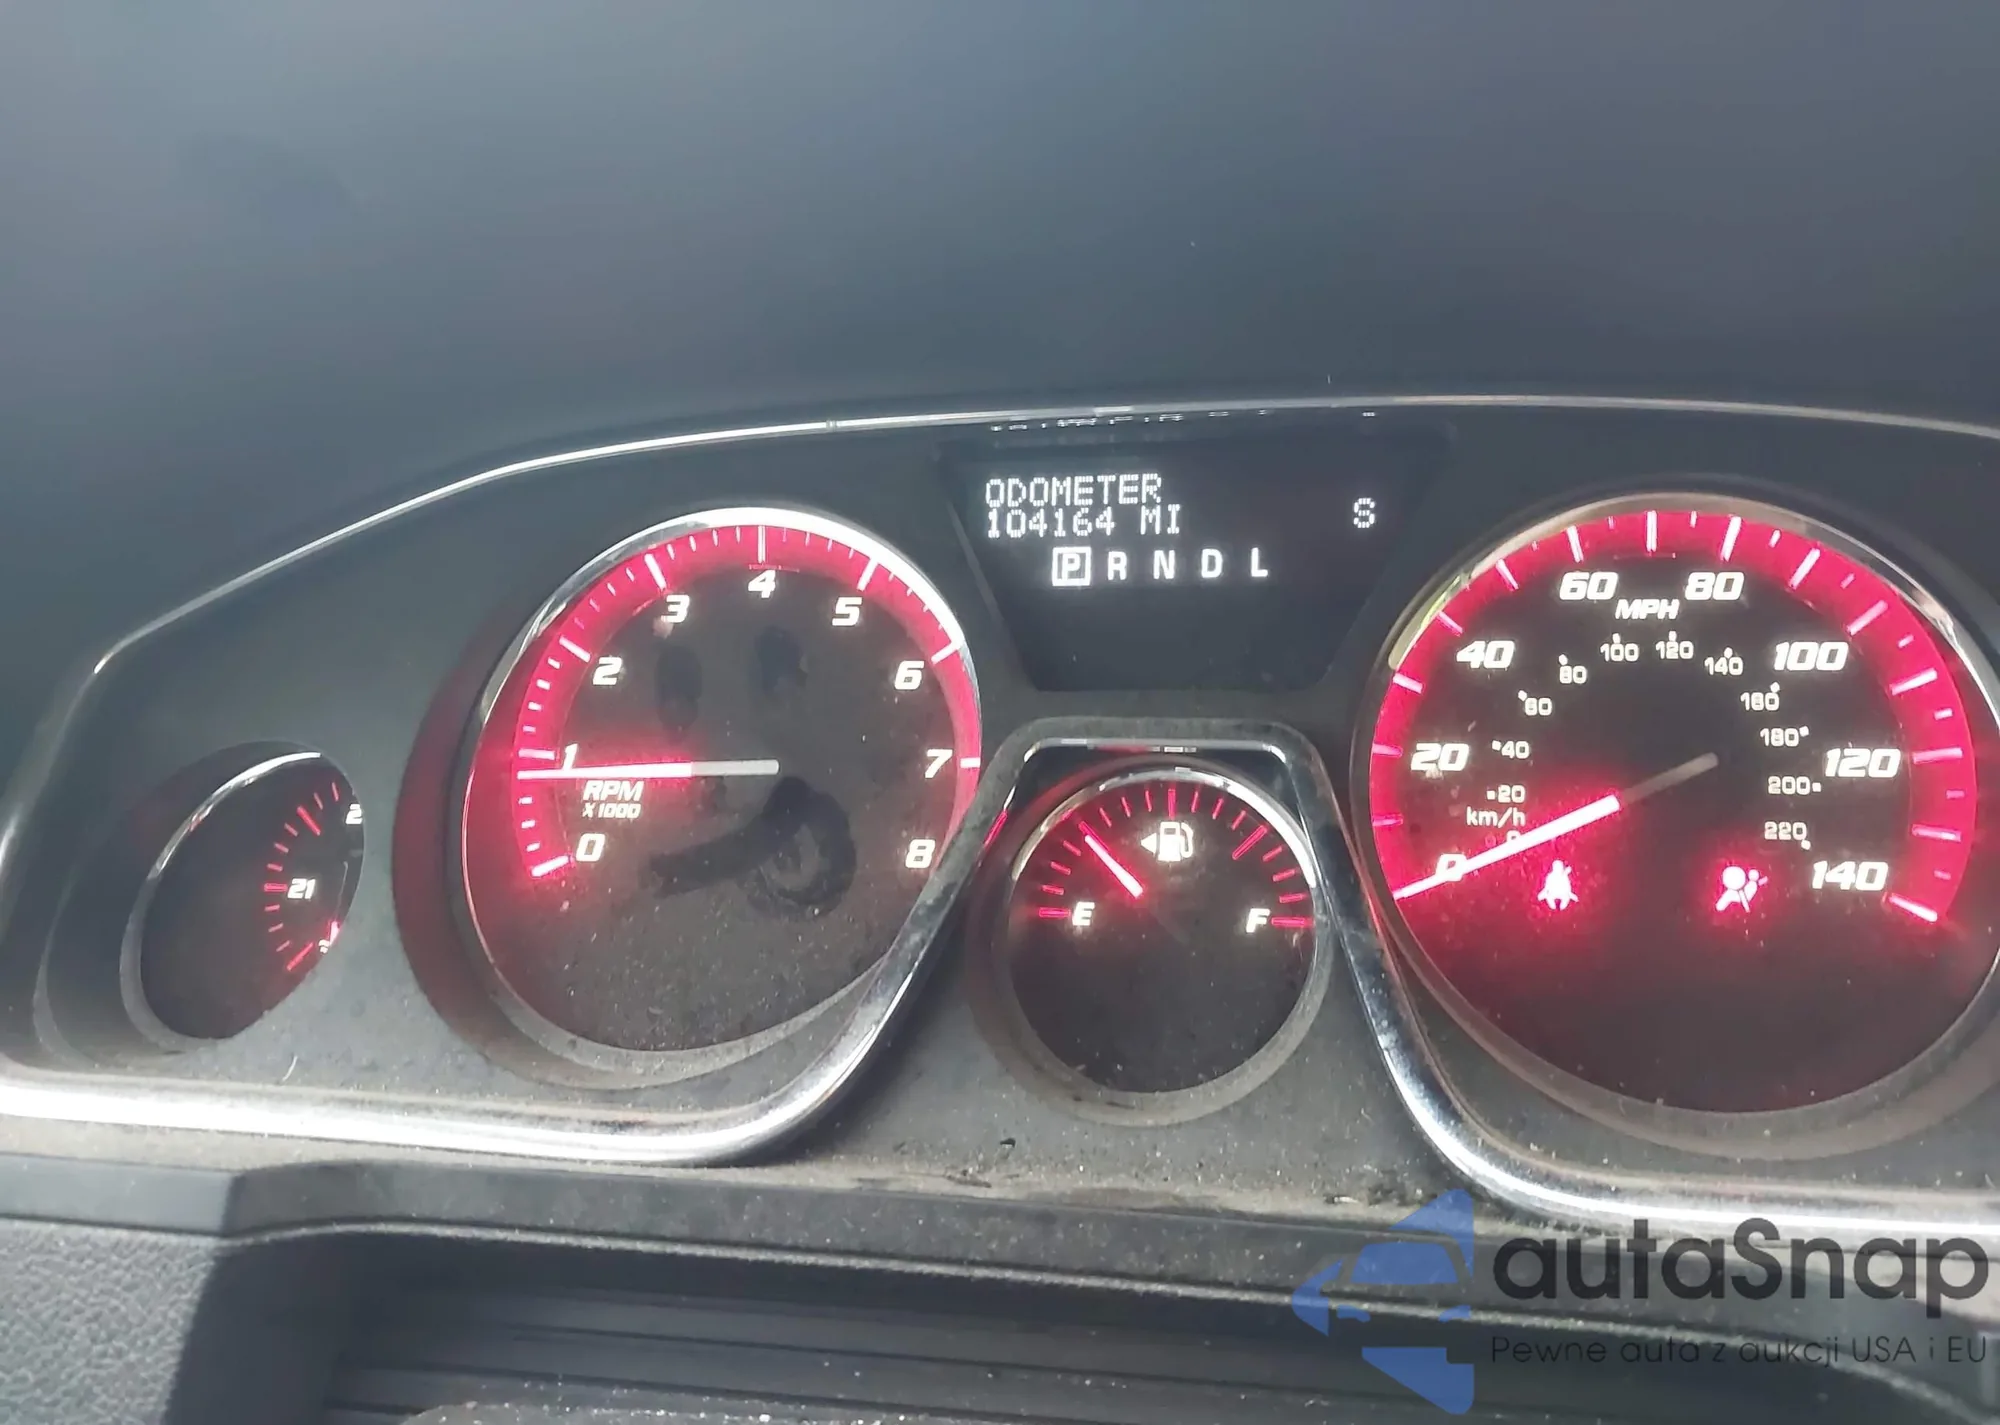 ODOMETER
104164 MI
S
P R N D L
0 1 2 3 4 5 6 7 8
RPM
X1000
21
E F
0 20 40 60 80 100 120 140
MPH
0 20 40 60 80 100 120 140 160 180 200 220
km/h
autaSnap
Pewne auta z aukcji USA i EU